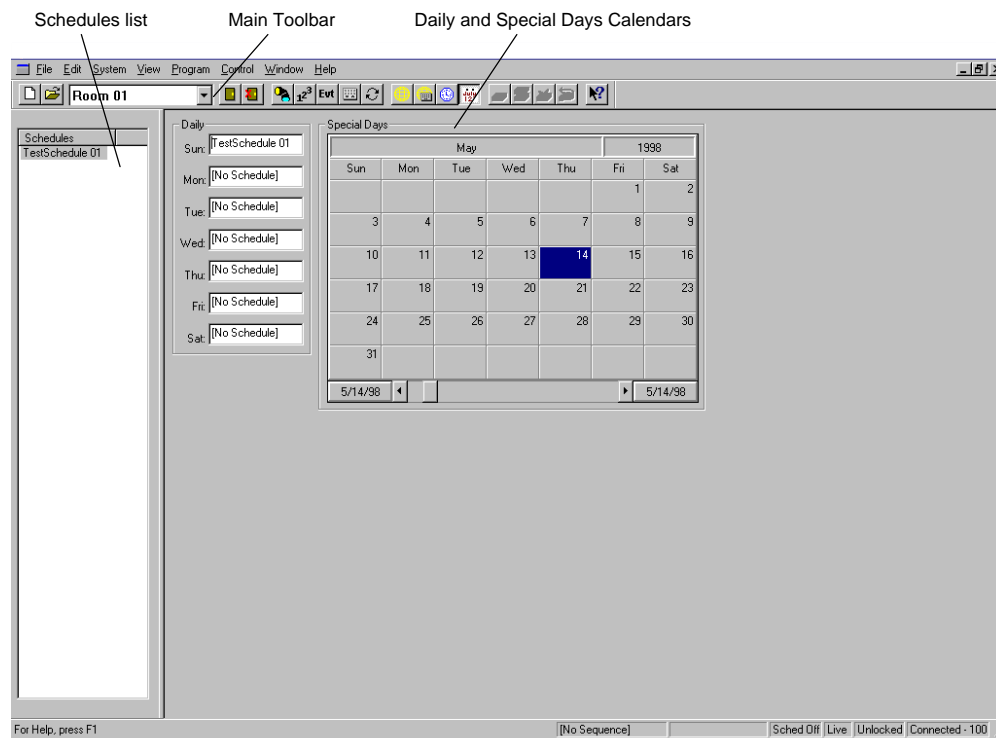 Schedules list
Main Toolbar
Daily and Special Days Calendars
File Edit System View Program Control Window Help
Room 01
1 2 3 Evt
July 12
Schedules
TestSchedule 01
Daily
Sun: TestSchedule 01
Mon: [No Schedule]
Tue: [No Schedule]
Wed: [No Schedule]
Thu: [No Schedule]
Fri: [No Schedule]
Sat: [No Schedule]
Special Days
May 1998
Sun Mon Tue Wed Thu Fri Sat
1 2
3 4 5 6 7 8 9
10 11 12 13 14 15 16
17 18 19 20 21 22 23
24 25 26 27 28 29 30
31
5/14/98 5/14/98
For Help, press F1
[No Sequence] Sched Off Live Unlocked Connected - 100